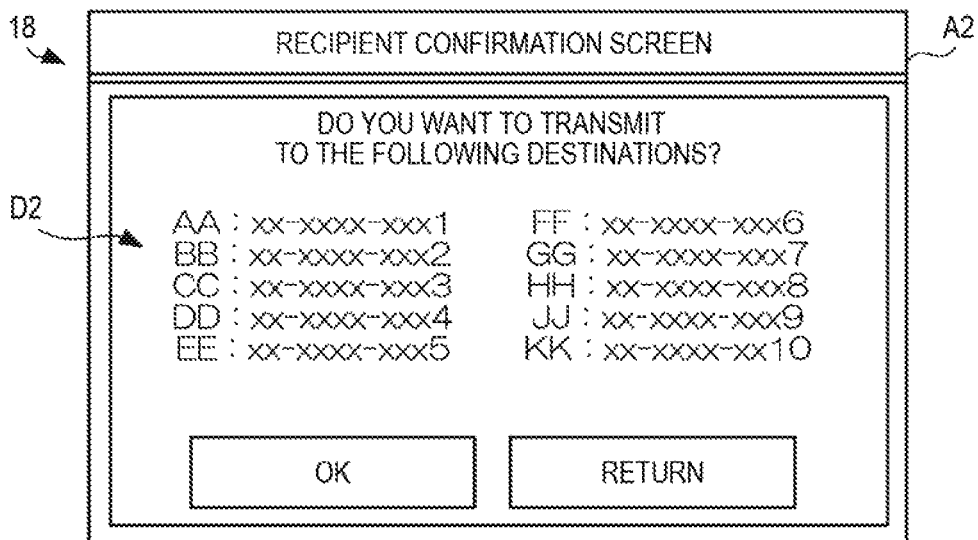 18
A2
RECIPIENT CONFIRMATION SCREEN
DO YOU WANT TO TRANSMIT
TO THE FOLLOWING DESTINATIONS?
D2
AA : xx-xxxx-xxx1 FF : xx-xxxx-xxx6
BB : xx-xxxx-xxx2 GG : xx-xxxx-xxx7
CC : xx-xxxx-xxx3 HH : xx-xxxx-xxx8
DD : xx-xxxx-xxx4 JJ : xx-xxxx-xxx9
EE : xx-xxxx-xxx5 KK : xx-xxxx-xx10
OK RETURN